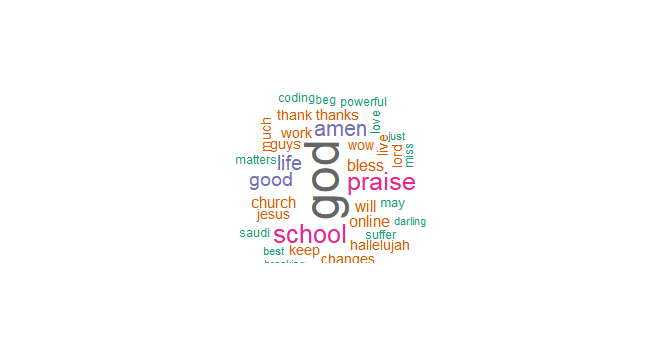 coding beg powerful
thank thanks
much
work amen love
guys wow live just
matters life lord miss
god
bless
good praise
church will may
jesus online darling
saudi school suffer
best keep hallelujah
changes